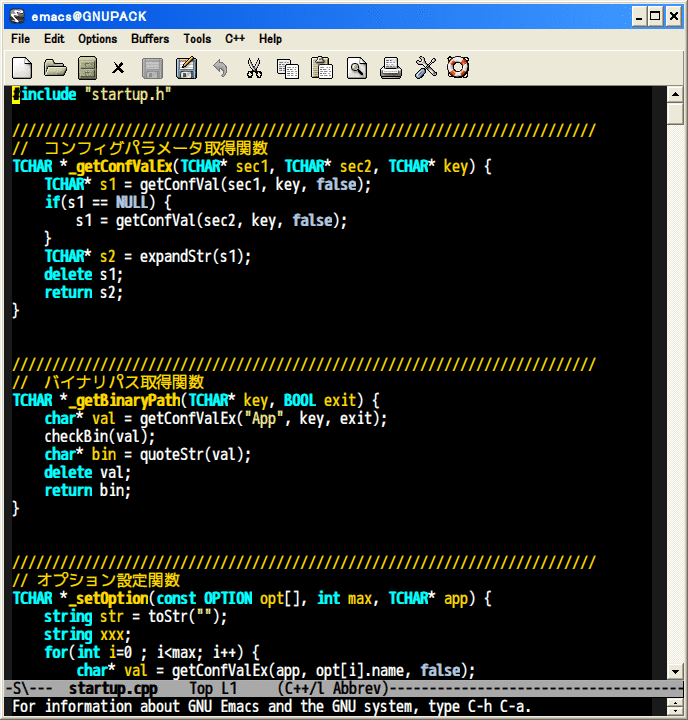 emacs@GNUPACK
File Edit Options Buffers Tools C++ Help
#include "startup.h"
/////////////////////////////////////////////////////////////////////////
// コンフィグパラメータ取得関数
TCHAR *_getConfValEx(TCHAR* sec1, TCHAR* sec2, TCHAR* key) {
    TCHAR* s1 = getConfVal(sec1, key, false);
    if(s1 == NULL) {
        s1 = getConfVal(sec2, key, false);
    }
    TCHAR* s2 = expandStr(s1);
    delete s1;
    return s2;
}
/////////////////////////////////////////////////////////////////////////
// バイナリパス取得関数
TCHAR *_getBinaryPath(TCHAR* key, BOOL exit) {
    char* val = getConfValEx("App", key, exit);
    checkBin(val);
    char* bin = quoteStr(val);
    delete val;
    return bin;
}
/////////////////////////////////////////////////////////////////////////
// オプション設定関数
TCHAR *_setOption(const OPTION opt[], int max, TCHAR* app) {
    string str = toStr("");
    string xxx;
    for(int i=0 ; i<max; i++) {
        char* val = getConfValEx(app, opt[i].name, false);
-S\--- startup.cpp Top L1 (C++/l Abbrev)-------------------------------------
For information about GNU Emacs and the GNU system, type C-h C-a.